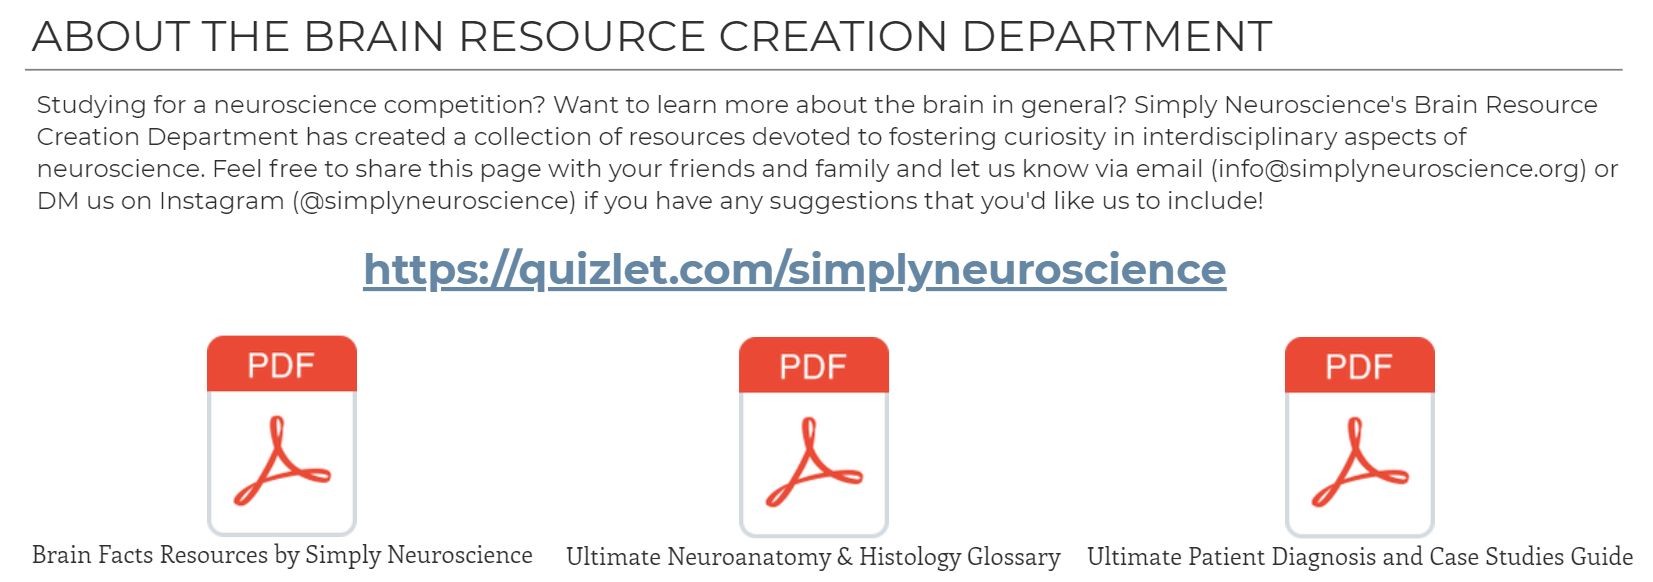 ABOUT THE BRAIN RESOURCE CREATION DEPARTMENT
Studying for a neuroscience competition? Want to learn more about the brain in general? Simply Neuroscience's Brain Resource
Creation Department has created a collection of resources devoted to fostering curiosity in interdisciplinary aspects of
neuroscience. Feel free to share this page with your friends and family and let us know via email (info@simplyneuroscience.org) or
DM us on Instagram (@simplyneuroscience) if you have any suggestions that you'd like us to include!
https://quizlet.com/simplyneuroscience
PDF
Brain Facts Resources by Simply Neuroscience
PDF
Ultimate Neuroanatomy & Histology Glossary
PDF
Ultimate Patient Diagnosis and Case Studies Guide